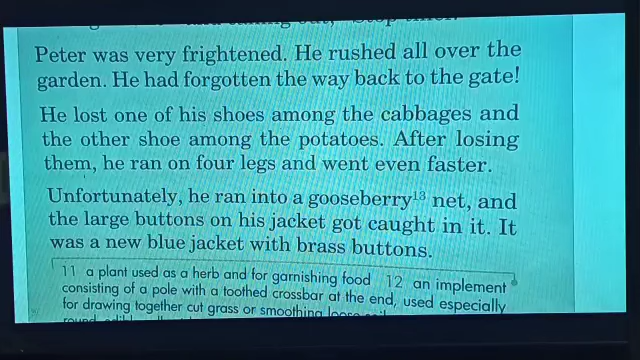 Peter was very frightened. He rushed all over the
garden. He had forgotten the way back to the gate!
He lost one of his shoes among the cabbages and
the other shoe among the potatoes. After losing
them, he ran on four legs and went even faster.
Unfortunately, he ran into a gooseberry¹³ net, and
the large buttons on his jacket got caught in it. It
was a new blue jacket with brass buttons.
11 a plant used as a herb and for garnishing food 12 an implement
consisting of a pole with a toothed crossbar at the end, used especially
for drawing together cut grass or smoothing loose